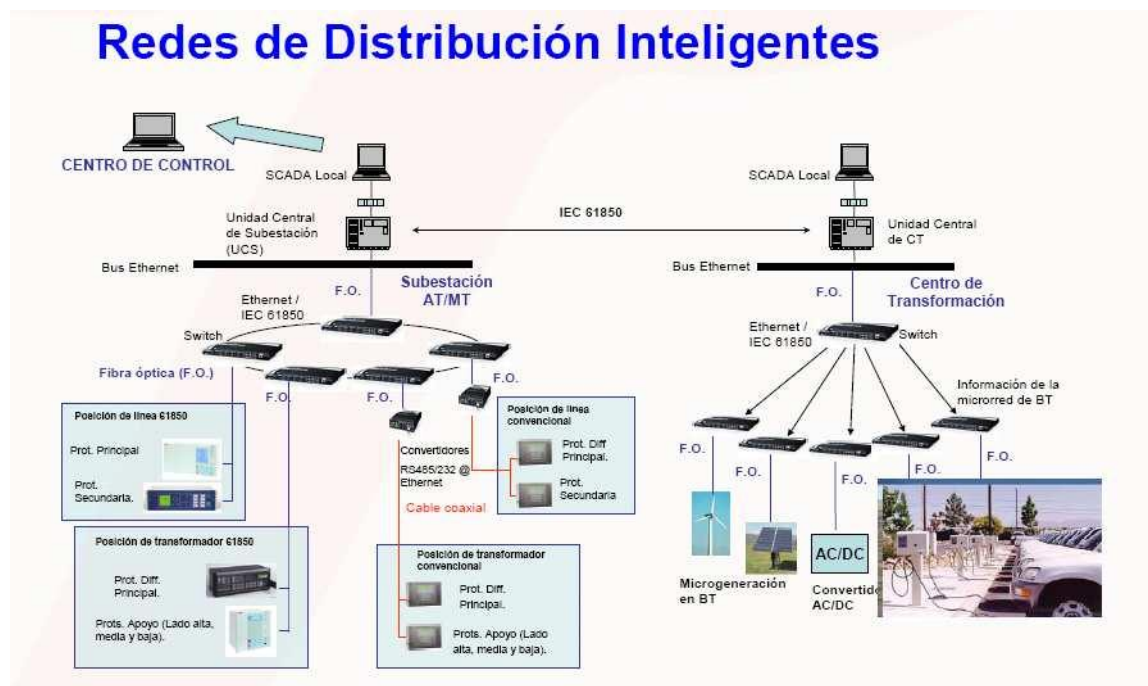 Redes de Distribución Inteligentes
CENTRO DE CONTROL
SCADA Local
SCADA Local
Unidad Central
de Subestación
(UCS)
IEC 61850
Unidad Central
de CT
Bus Ethernet
Bus Ethernet
F.O.
Subestación
AT/MT
F.O.
Centro de
Transformación
Ethernet /
IEC 61850
Switch
Ethernet /
IEC 61850
Switch
Fibra óptica (F.O.)
F.O.
F.O.
F.O.
Información de la
microrred de BT
Posición de línea 61850
Prot. Principal
Prot.
Secundaria.
Convertidores
RS485/232 @
Ethernet
Cable coaxial
Posición de línea
convencional
Prot. Diff
Principal.
Prot.
Secundaria
F.O.
F.O.
F.O.
F.O.
F.O.
Posición de transformador 61850
Prot. Diff.
Principal.
Prots. Apoyo (Lado alta,
media y baja).
Posición de transformador
convencional
Prot. Diff.
Principal.
Prots. Apoyo (Lado
alta, media y baja).
AC/DC
Microgeneración
en BT
Convertido
AC/DC